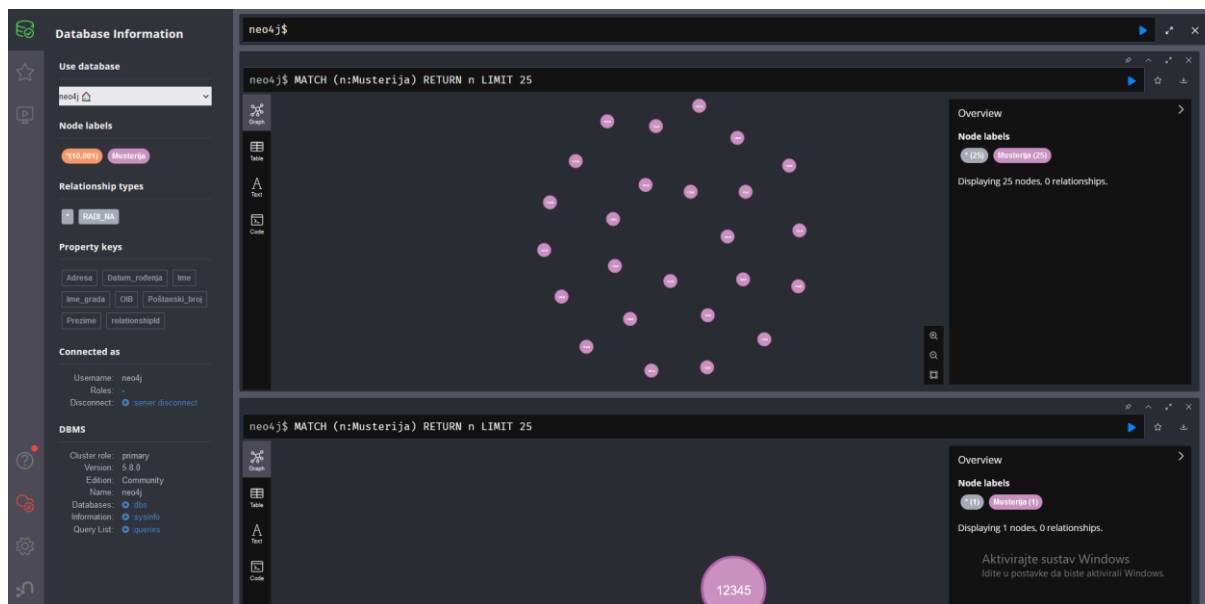 Database Information
Use database
neo4j
Node labels
*(10,001) Musterija
Relationship types
* RADI_NA
Property keys
Adresa Datum_rođenja Ime
Ime_grada OIB Poštanski_broj
Prezime relationshipId
Connected as
Username: neo4j
Roles: -
Disconnect: :server disconnect
DBMS
Cluster role: primary
Version: 5.8.0
Edition: Community
Name: neo4j
Databases: :dbs
Information: :sysinfo
Query List: :queries
neo4j$
neo4j$ MATCH (n:Musterija) RETURN n LIMIT 25
Graph
Table
A
Text
Code
Overview
Node labels
* (25) Musterija (25)
Displaying 25 nodes, 0 relationships.
neo4j$ MATCH (n:Musterija) RETURN n LIMIT 25
Graph
Table
A
Text
Code
12345
Overview
Node labels
* (1) Musterija (1)
Displaying 1 nodes, 0 relationships.
Aktivirajte sustav Windows
Idite u postavke da biste aktivirali Windows.